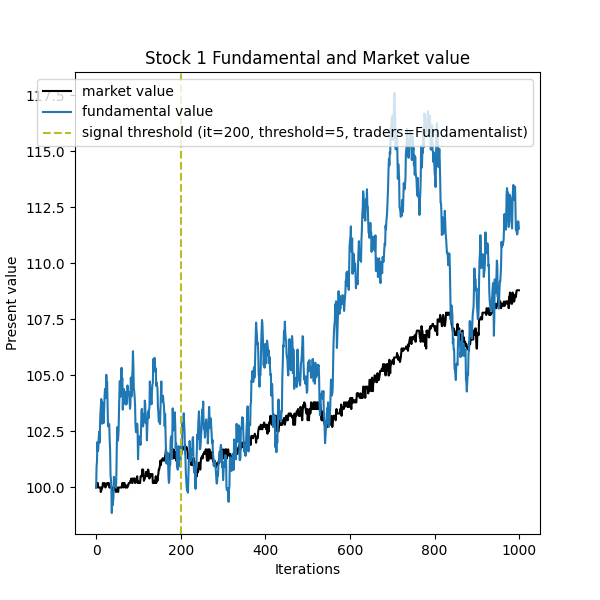 Stock 1 Fundamental and Market value
market value
fundamental value
signal threshold (it=200, threshold=5, traders=Fundamentalist)
117.5
115.0
112.5
110.0
107.5
105.0
102.5
100.0
Present value
0 200 400 600 800 1000
Iterations